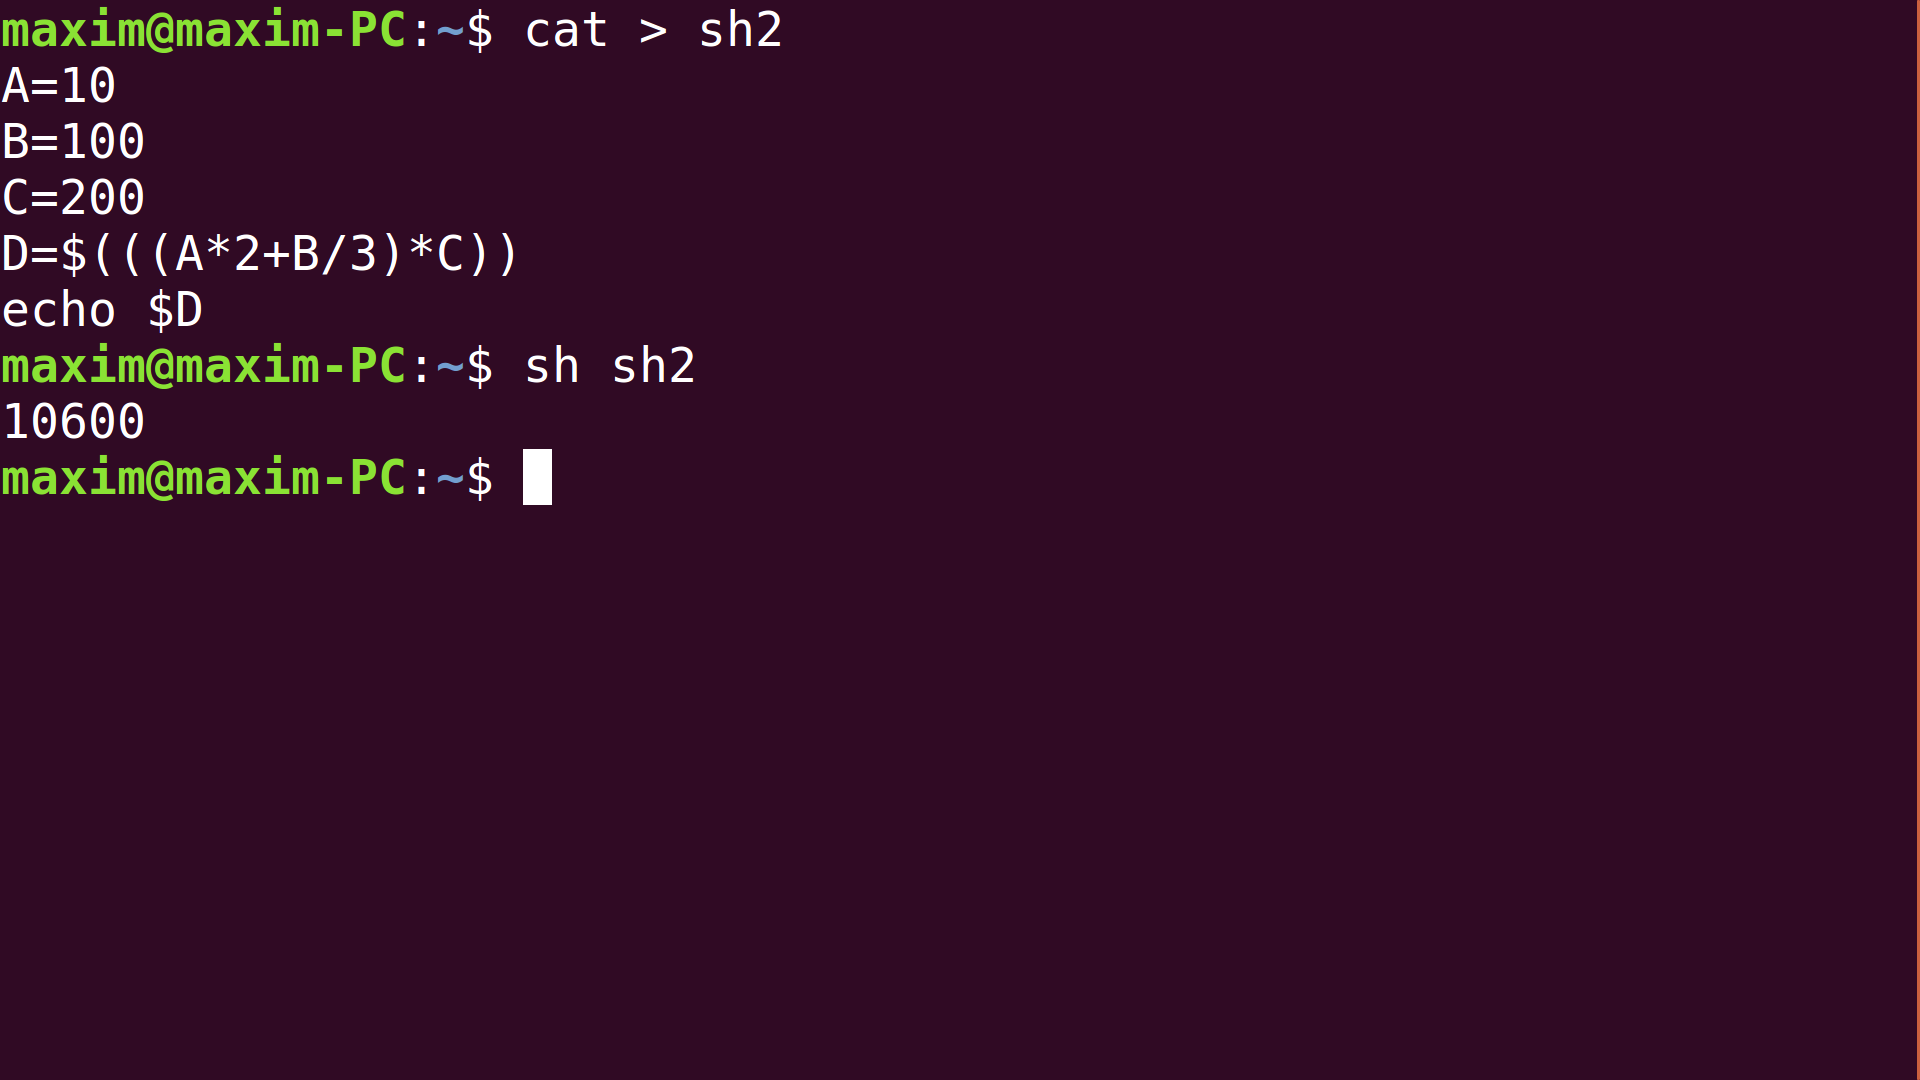 maxim@maxim-PC:~$ cat > sh2
A=10
B=100
C=200
D=$(((A*2+B/3)*C))
echo $D
maxim@maxim-PC:~$ sh sh2
10600
maxim@maxim-PC:~$